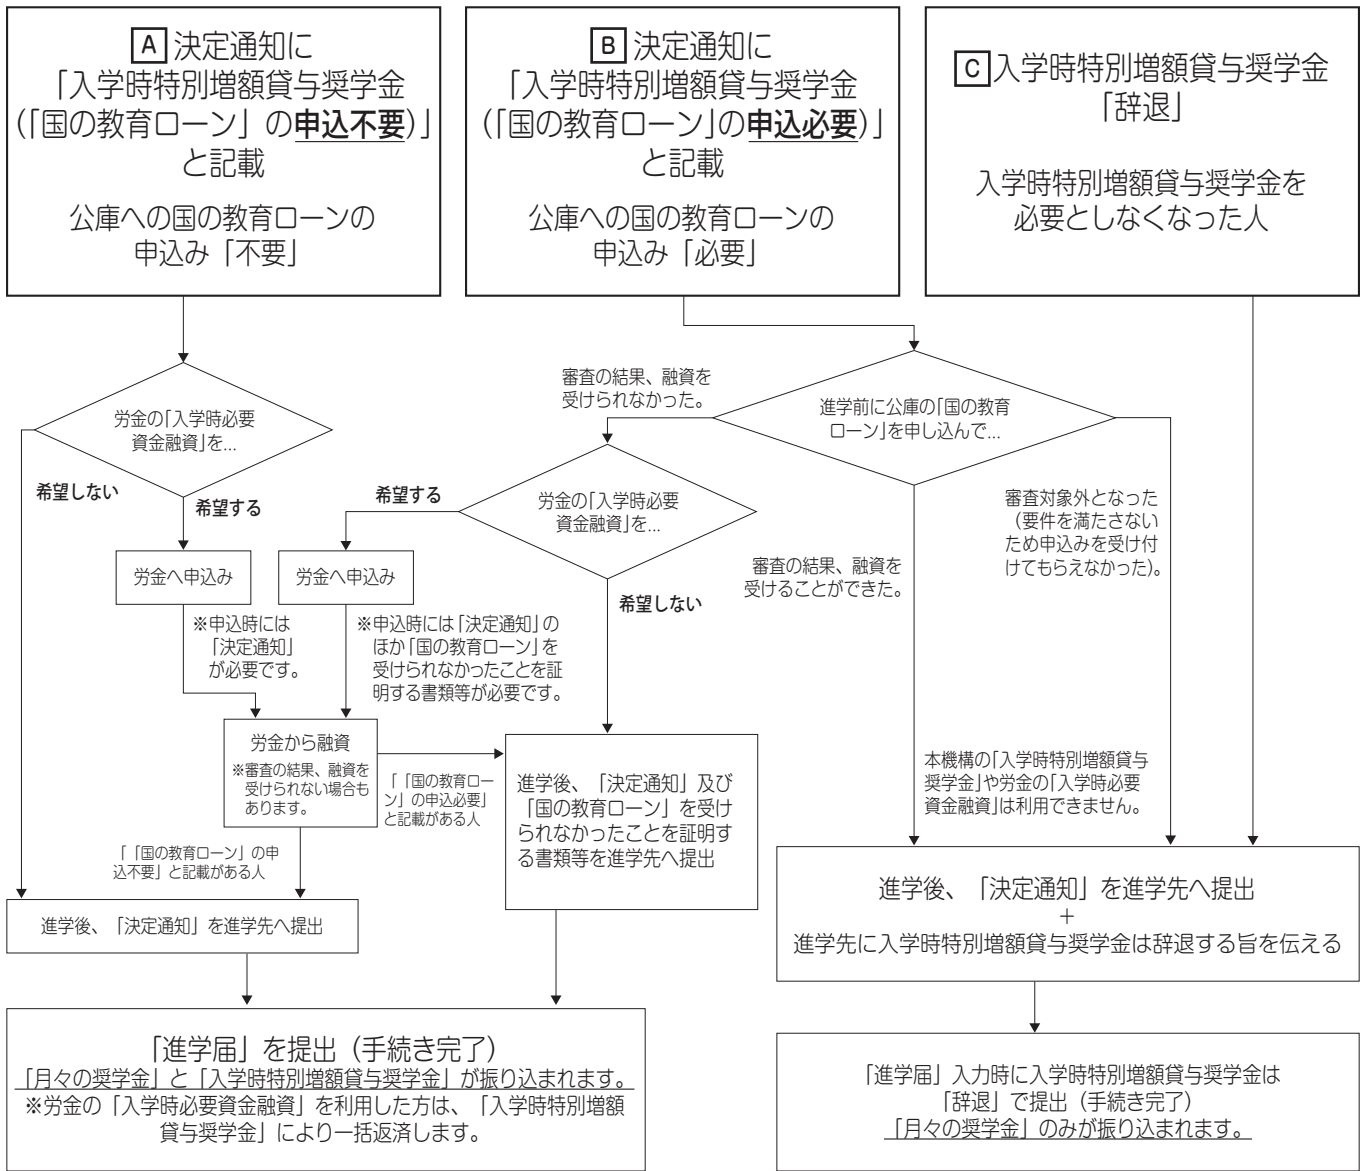 A 決定通知に
「入学時特別増額貸与奨学金
(「国の教育ローン」の申込不要)」
と記載
公庫への国の教育ローンの
申込み「不要」
B 決定通知に
「入学時特別増額貸与奨学金
(「国の教育ローン」の申込必要)」
と記載
公庫への国の教育ローンの
申込み「必要」
C 入学時特別増額貸与奨学金
「辞退」
入学時特別増額貸与奨学金を
必要としなくなった人
労金の「入学時必要
資金融資」を...
希望しない
希望する
審査の結果、融資を
受けられなかった。
進学前に公庫の「国の教育
ローン」を申し込んで...
希望する
労金の「入学時必要
資金融資」を...
審査の結果、融資を
受けることができた。
審査対象外となった
(要件を満たさない
ため申込みを受け付
けてもらえなかった)。
労金へ申込み
労金へ申込み
希望しない
※申込時には
「決定通知」
が必要です。
※申込時には「決定通知」の
ほか「国の教育ローン」を
受けられなかったことを証
明する書類等が必要です。
労金から融資
※審査の結果、融資を
受けられない場合も
あります。
「「国の教育ロー
ン」の申込必要」
と記載がある人
進学後、「決定通知」及び
「国の教育ローン」を受け
られなかったことを証明す
る書類等を進学先へ提出
本機構の「入学時特別増額貸与
奨学金」や労金の「入学時必要
資金融資」は利用できません。
「「国の教育ローン」の申
込不要」と記載がある人
進学後、「決定通知」を進学先へ提出
進学後、「決定通知」を進学先へ提出
+
進学先に入学時特別増額貸与奨学金は辞退する旨を伝える
「進学届」を提出(手続き完了)
「月々の奨学金」と「入学時特別増額貸与奨学金」が振り込まれます。
※労金の「入学時必要資金融資」を利用した方は、「入学時特別増額
貸与奨学金」により一括返済します。
「進学届」入力時に入学時特別増額貸与奨学金は
「辞退」で提出(手続き完了)
「月々の奨学金」のみが振り込まれます。